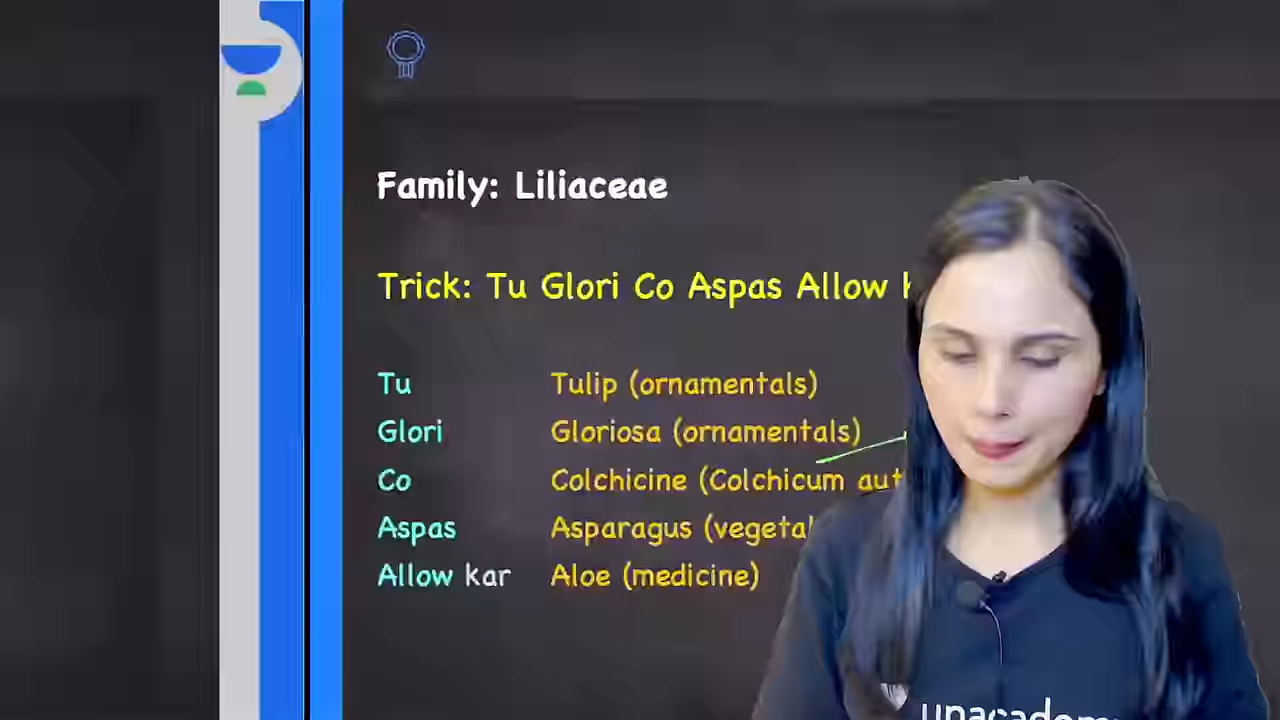 Family: Liliaceae
Trick: Tu Glori Co Aspas Allow
Tu Tulip (ornamentals)
Glori Gloriosa (ornamentals)
Co Colchicine (Colchicum
Aspas Asparagus
Allow kar Aloe (medicine)